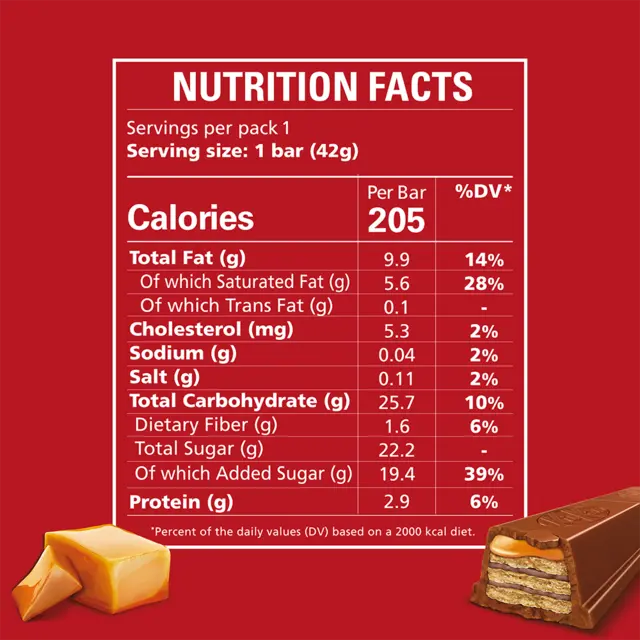 NUTRITION FACTS
Servings per pack 1
Serving size: 1 bar (42g)
Per Bar %DV*
Calories 205
Total Fat (g) 9.9 14%
Of which Saturated Fat (g) 5.6 28%
Of which Trans Fat (g) 0.1 -
Cholesterol (mg) 5.3 2%
Sodium (g) 0.04 2%
Salt (g) 0.11 2%
Total Carbohydrate (g) 25.7 10%
Dietary Fiber (g) 1.6 6%
Total Sugar (g) 22.2 -
Of which Added Sugar (g) 19.4 39%
Protein (g) 2.9 6%
*Percent of the daily values (DV) based on a 2000 kcal diet.